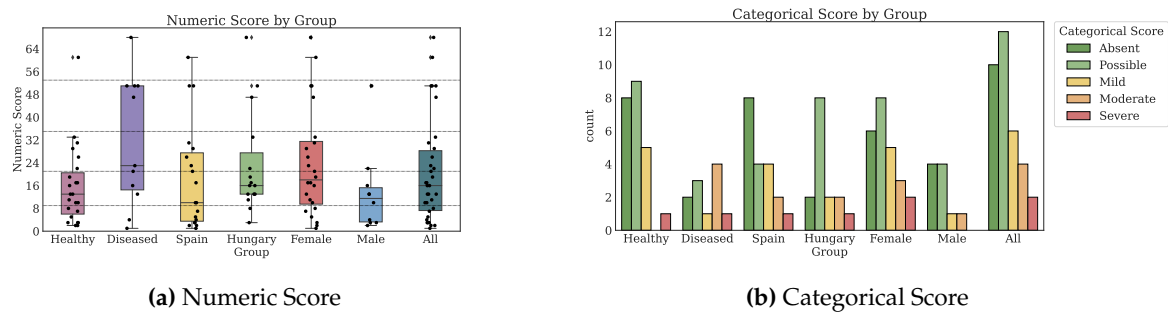 Numeric Score by Group
Numeric Score
64
56
48
40
32
24
16
8
0
Healthy Diseased Spain Hungary Female Male All
Group
(a) Numeric Score
Categorical Score by Group
count
12
10
8
6
4
2
0
Healthy Diseased Spain Hungary Female Male All
Group
Categorical Score
Absent
Possible
Mild
Moderate
Severe
(b) Categorical Score